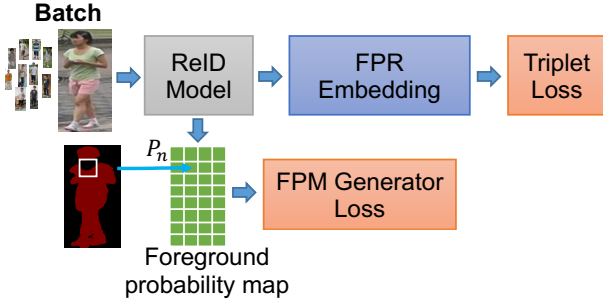 Batch
ReID
Model
FPR
Embedding
Triplet
Loss
P_n
FPM Generator
Loss
Foreground
probability map